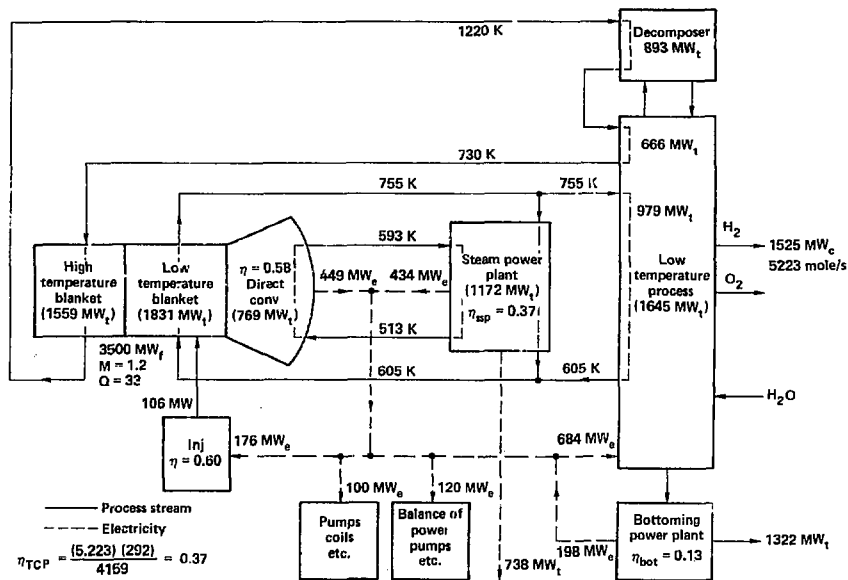 1220 K
Decomposer
893 MWt
730 K
666 MWt
755 K
755 K
979 MWt
High
temperature
blanket
(1559 MWt)
Low
temperature
blanket
(1831 MWt)
η = 0.58
Direct
conv
(769 MWt)
593 K
449 MWe
434 MWe
513 K
Steam power
plant
(1172 MWt)
ηssp = 0.37
Low
temperature
process
(1645 MWt)
H2
1525 MWc
5223 mole/s
O2
605 K
605 K
3500 MWf
M = 1.2
Q = 33
H2O
106 MW
Inj
η = 0.60
176 MWe
684 MWe
100 MWe
120 MWe
Pumps
coils
etc.
Balance of
power
pumps
etc.
738 MWt
198 MWe
Bottoming
power plant
ηbot = 0.13
1322 MWt
Process stream
Electricity
ηTCP = (5.223) (292) / 4159 = 0.37